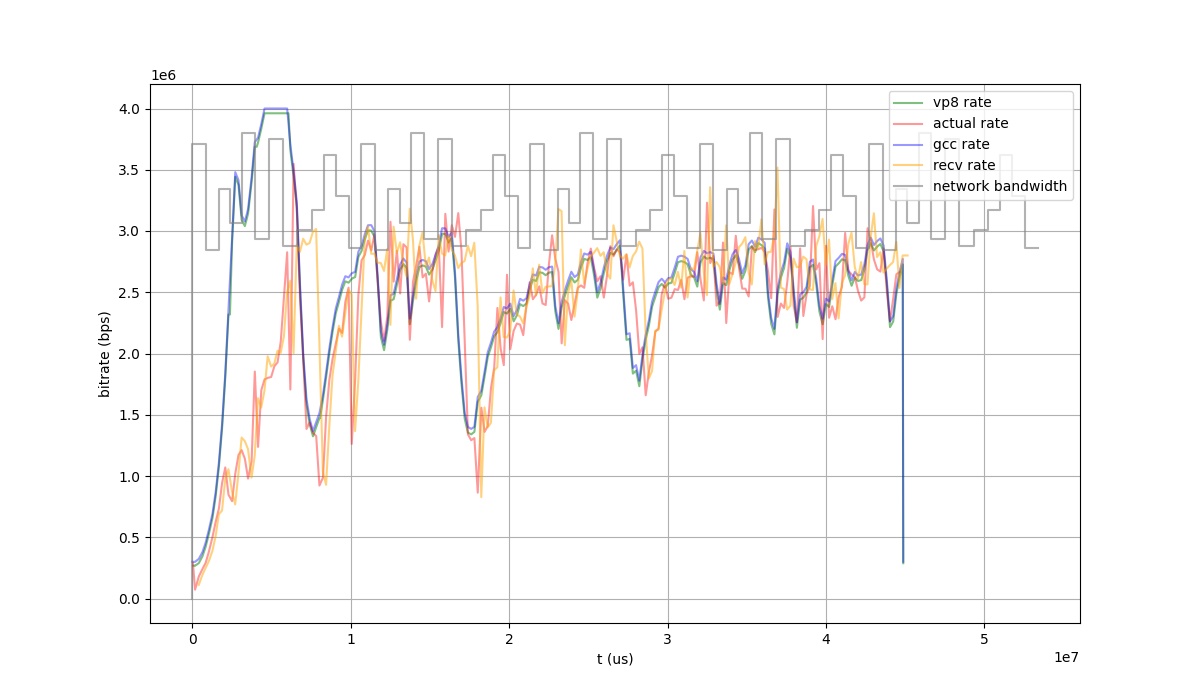 1e6
4.0
3.5
3.0
2.5
2.0
1.5
1.0
0.5
0.0
bitrate (bps)
vp8 rate
actual rate
gcc rate
recv rate
network bandwidth
0 1 2 3 4 5
t (us)
1e7